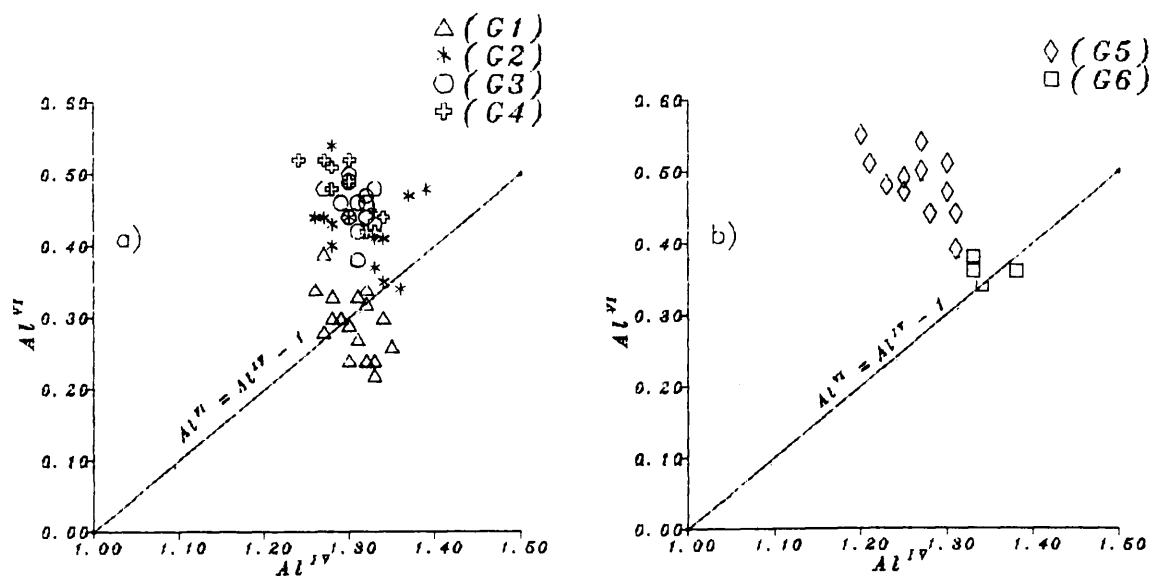 (G1)
(G2)
(G3)
(G4)
0.60
0.50
0.40
0.30
0.20
0.10
0.00
Al^VI
a)
Al^VI = Al^IV - 1
1.00 1.10 1.20 1.30 1.40 1.50
Al^IV
(G5)
(G6)
0.60
0.50
0.40
0.30
0.20
0.10
0.00
Al^VI
b)
Al^VI = Al^IV - 1
1.00 1.10 1.20 1.30 1.40 1.50
Al^IV